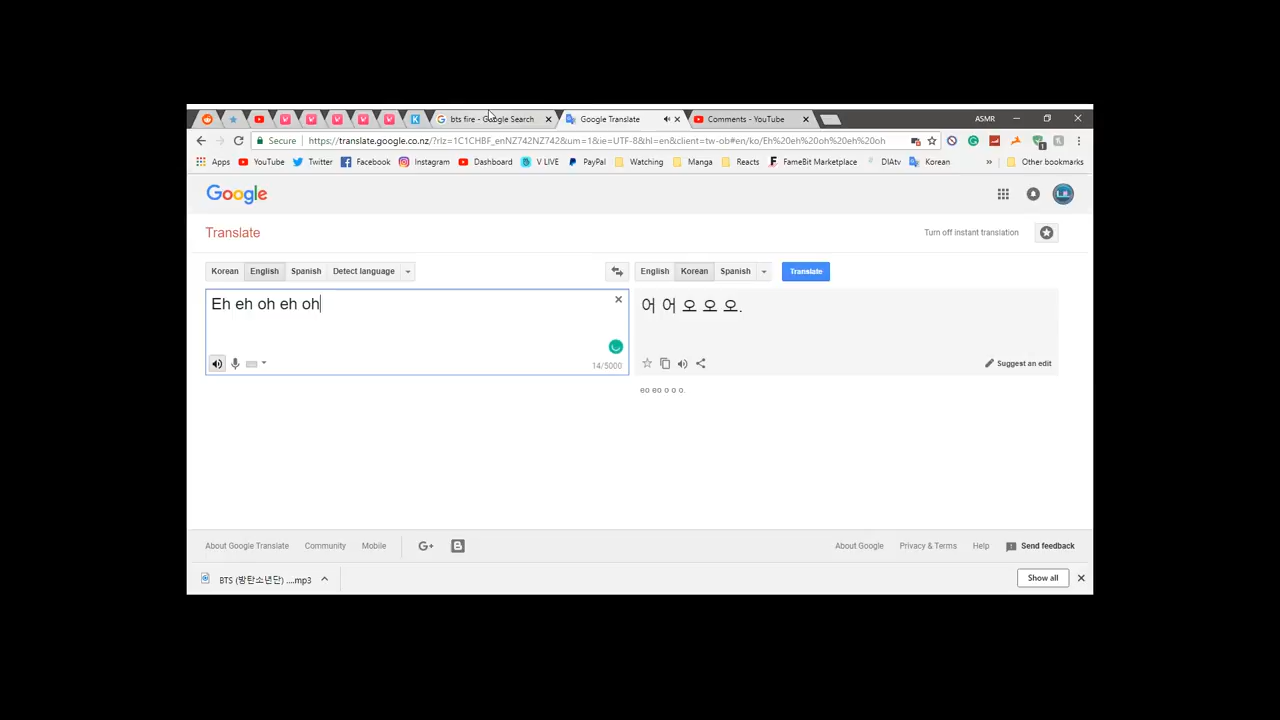 bts fire - Google Search
Google Translate
Comments - YouTube
ASMR
Secure
https://translate.google.co.nz/?rlz=1C1CHBF_enNZ742NZ742&um=1&ie=UTF-8&hl=en&client=tw-ob#en/ko/Eh%20eh%20oh%20eh%20oh
Apps YouTube Twitter Facebook Instagram Dashboard V LIVE PayPal Watching Manga Reacts FameBit Marketplace DIAtv Korean » Other bookmarks
Google
Translate
Turn off instant translation
Korean English Spanish Detect language
English Korean Spanish Translate
Eh eh oh eh oh
어 어 오 오 오.
14/5000
Suggest an edit
eo eo o o o.
About Google Translate Community Mobile G+
About Google Privacy & Terms Help Send feedback
BTS (방탄소년단) ....mp3
Show all